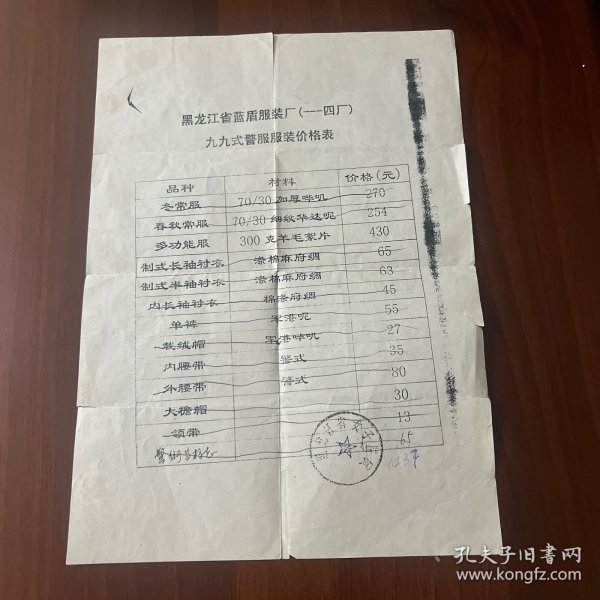 黑龙江省蓝盾服装厂(一一四厂)
九九式警服服装价格表
品种 材料 价格(元)
冬常服 70/30加厚哔叽 270
春秋常服 70/30细纹华达呢 254
多功能服 300克羊毛絮片 430
制式长袖衬衣 涤棉麻府绸 65
制式半袖衬衣 涤棉麻府绸 63
内长袖衬衣 棉涤府绸 45
单裤 军港呢 55
栽绒帽 军港哔叽 27
内腰带 警式 35
外腰带 警式 80
大檐帽 30
领带 13
65
孔夫子旧书网
www.kongfz.com